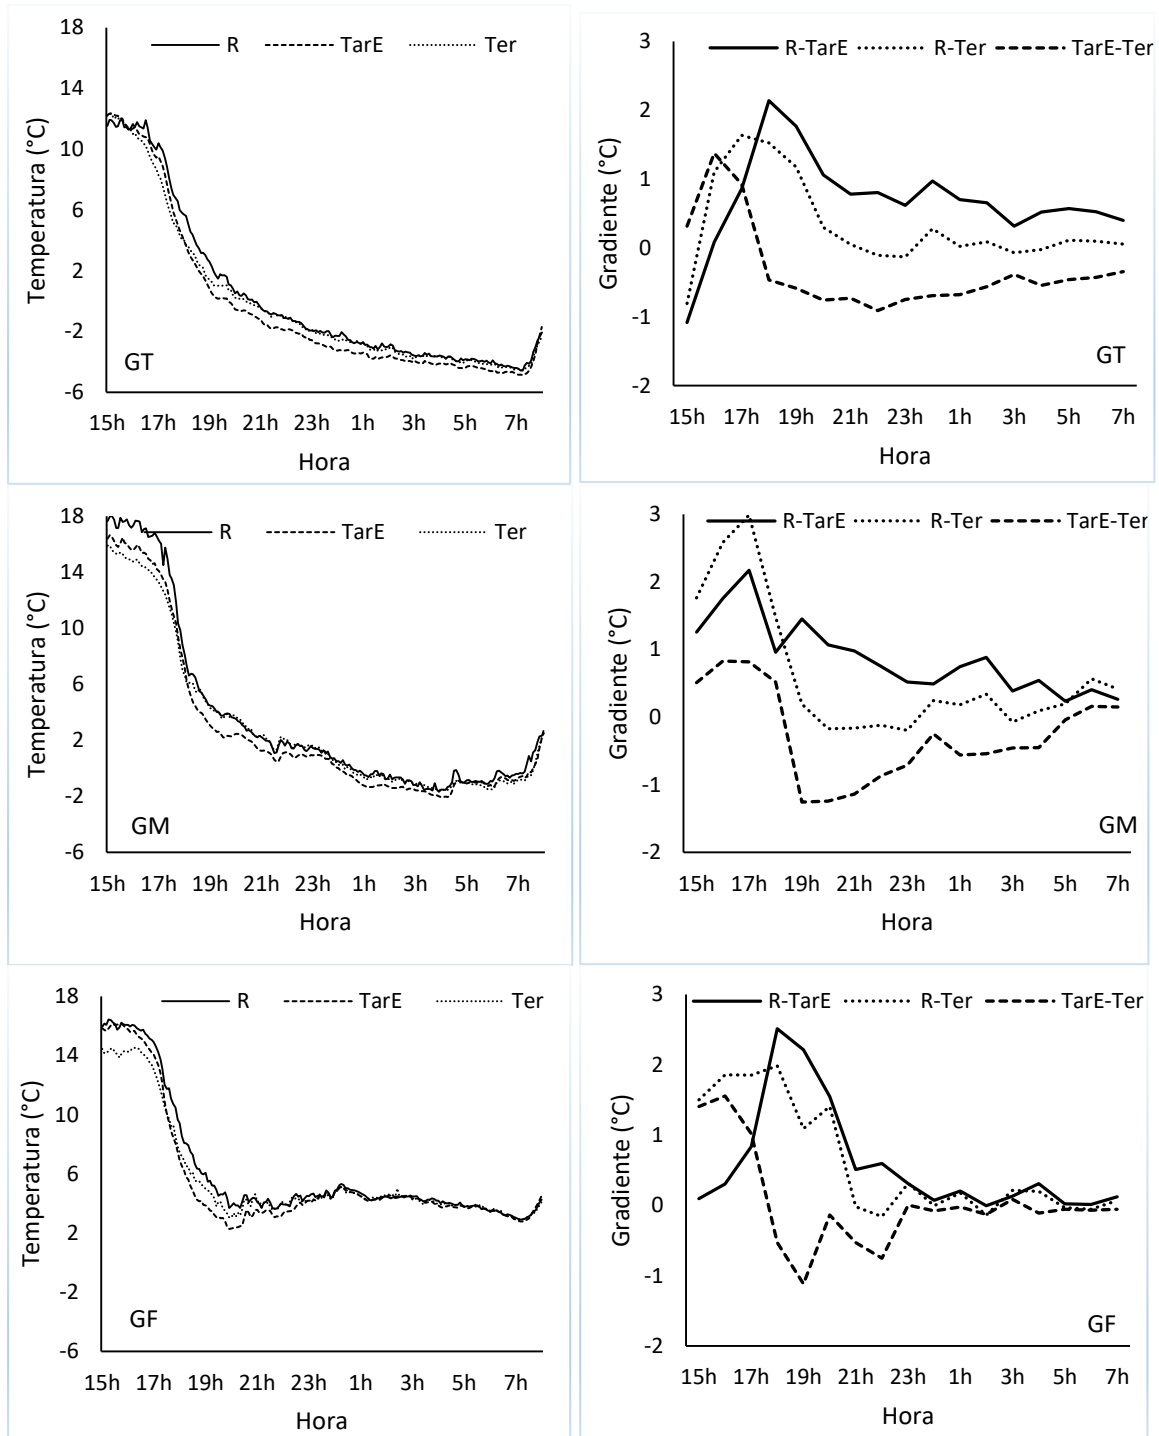 18
R TarE Ter
14
10
6
2
-2
-6
Temperatura (°C)
GT
15h 17h 19h 21h 23h 1h 3h 5h 7h
Hora
3
R-TarE R-Ter TarE-Ter
2
1
0
-1
-2
Gradiente (°C)
GT
15h 17h 19h 21h 23h 1h 3h 5h 7h
Hora
18
R TarE Ter
14
10
6
2
-2
-6
Temperatura (°C)
GM
15h 17h 19h 21h 23h 1h 3h 5h 7h
Hora
3
R-TarE R-Ter TarE-Ter
2
1
0
-1
-2
Gradiente (°C)
GM
15h 17h 19h 21h 23h 1h 3h 5h 7h
Hora
18
R TarE Ter
14
10
6
2
-2
-6
Temperatura (°C)
GF
15h 17h 19h 21h 23h 1h 3h 5h 7h
Hora
3
R-TarE R-Ter TarE-Ter
2
1
0
-1
-2
Gradiente (°C)
GF
15h 17h 19h 21h 23h 1h 3h 5h 7h
Hora